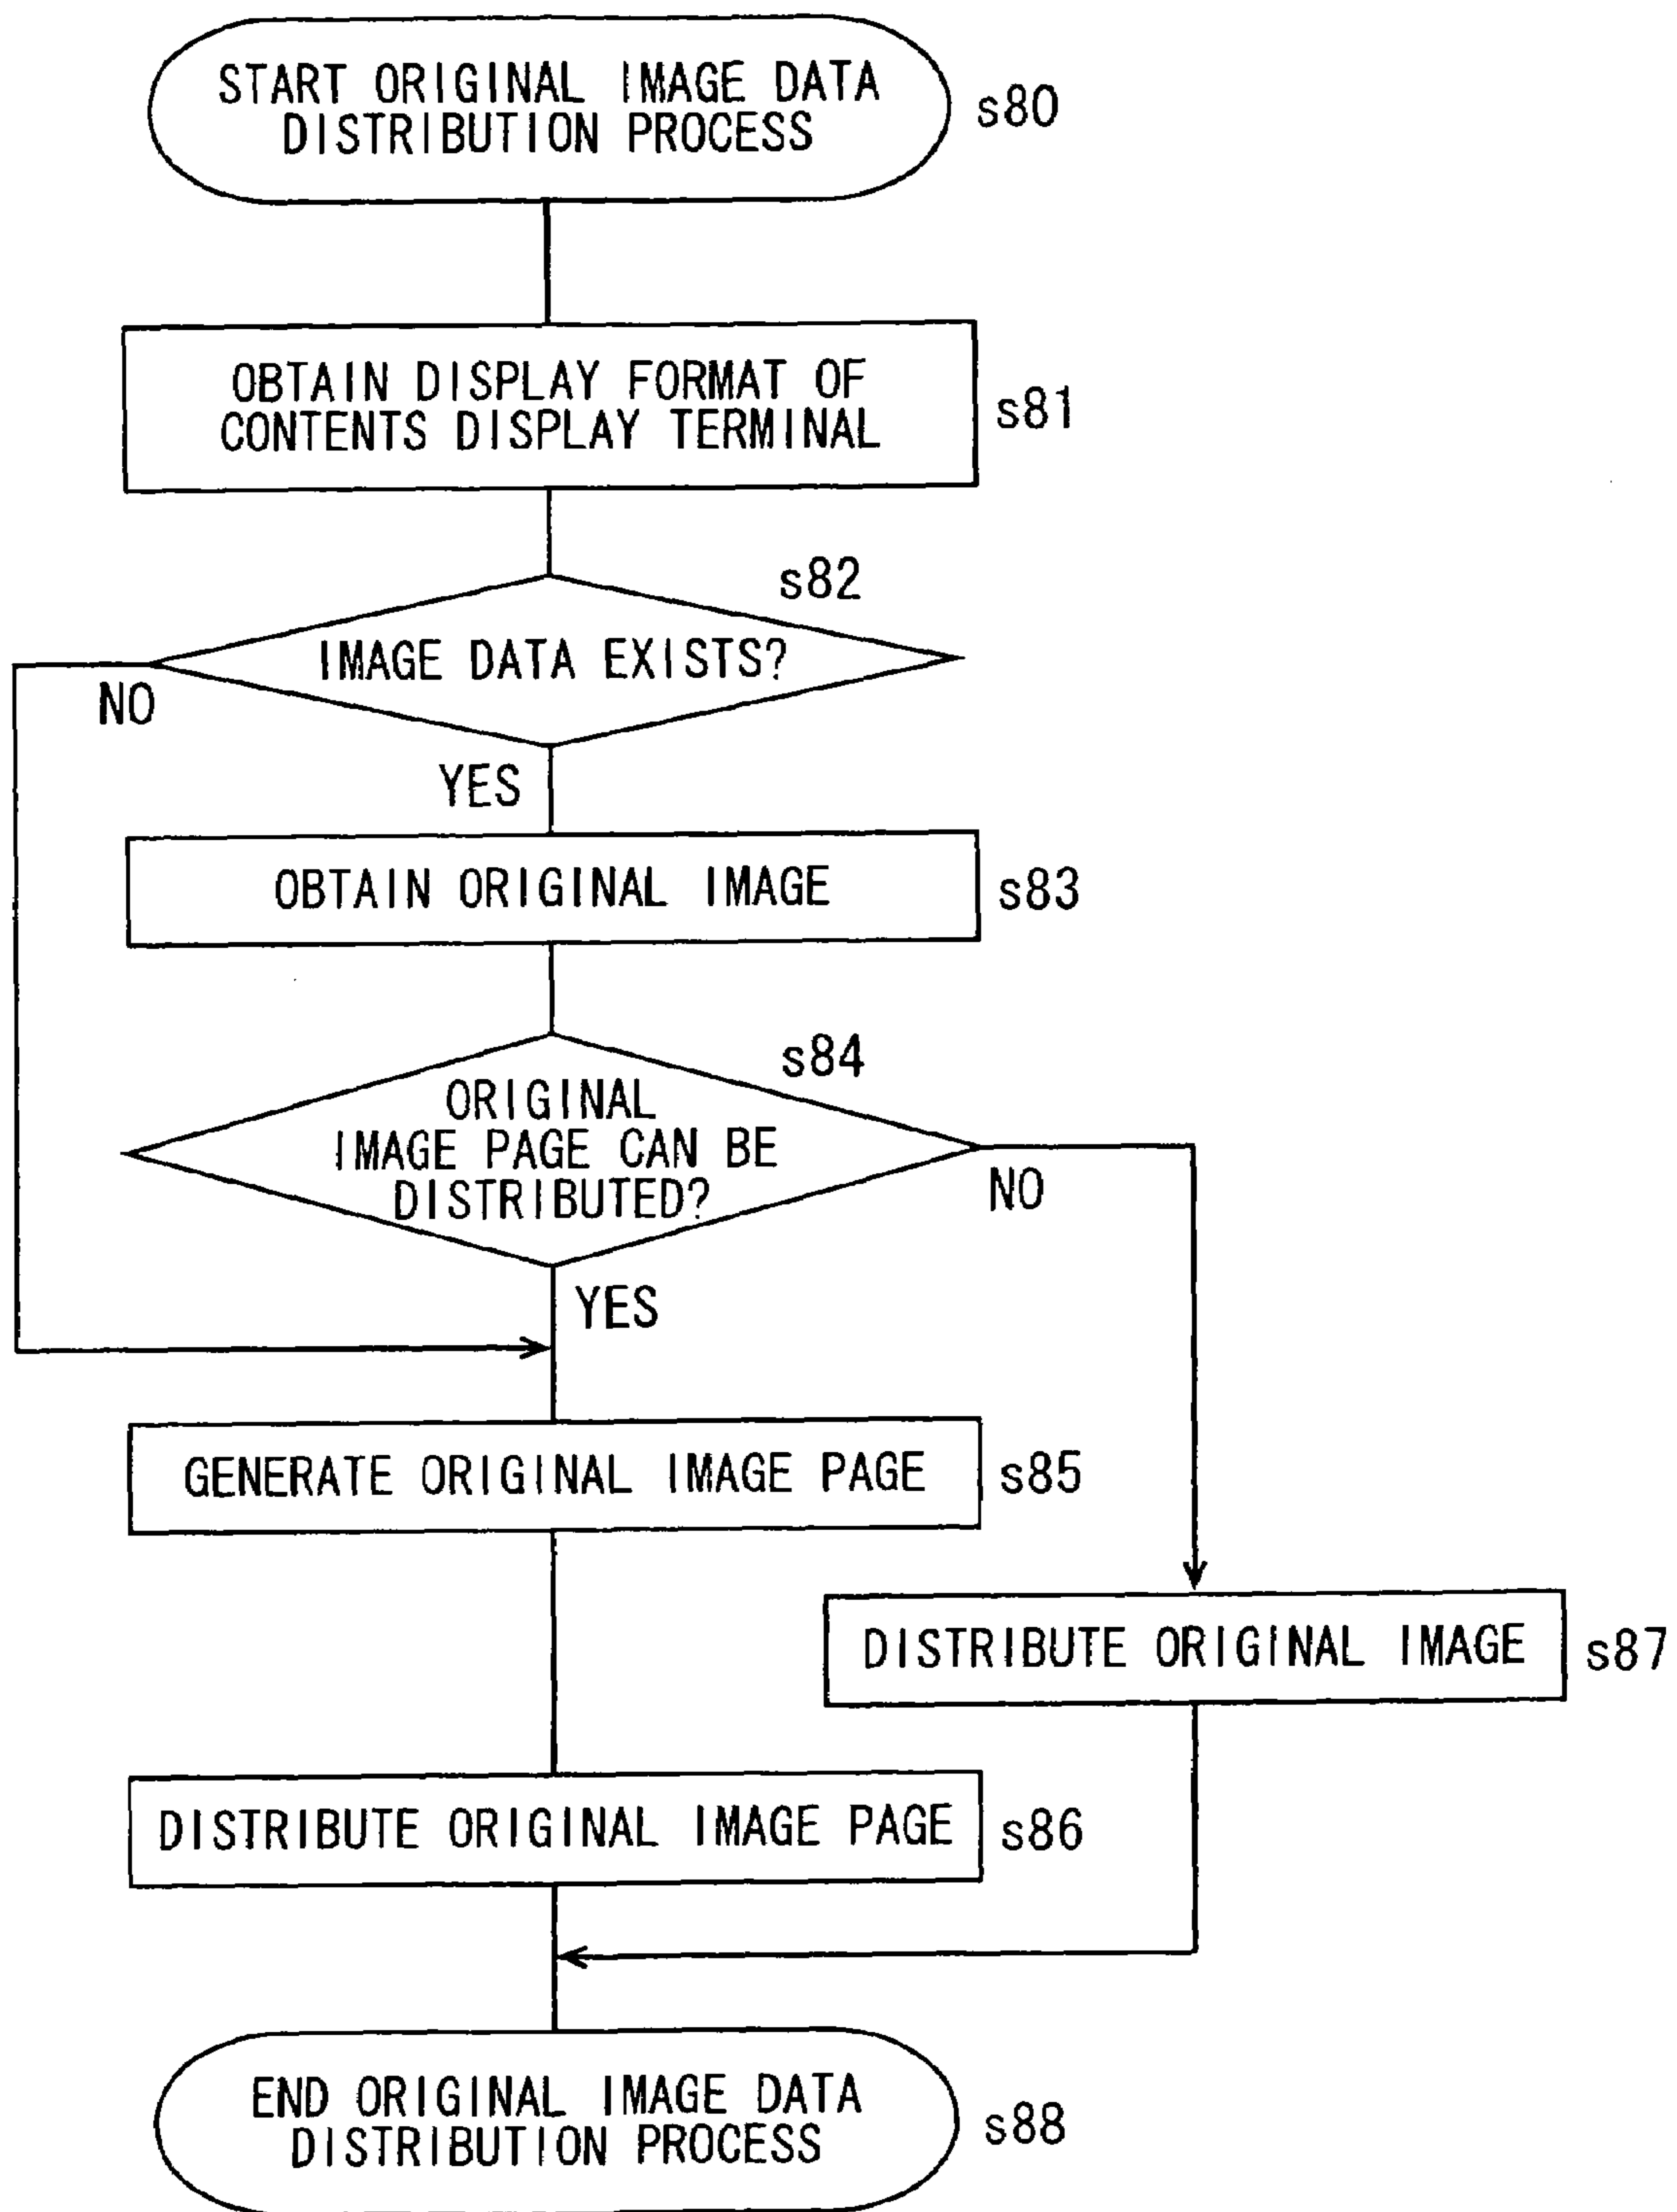 START ORIGINAL IMAGE DATA
DISTRIBUTION PROCESS
s80
OBTAIN DISPLAY FORMAT OF
CONTENTS DISPLAY TERMINAL
s81
s82
IMAGE DATA EXISTS?
NO
YES
OBTAIN ORIGINAL IMAGE
s83
s84
ORIGINAL
IMAGE PAGE CAN BE
DISTRIBUTED?
NO
YES
GENERATE ORIGINAL IMAGE PAGE
s85
DISTRIBUTE ORIGINAL IMAGE
s87
DISTRIBUTE ORIGINAL IMAGE PAGE
s86
END ORIGINAL IMAGE DATA
DISTRIBUTION PROCESS
s88